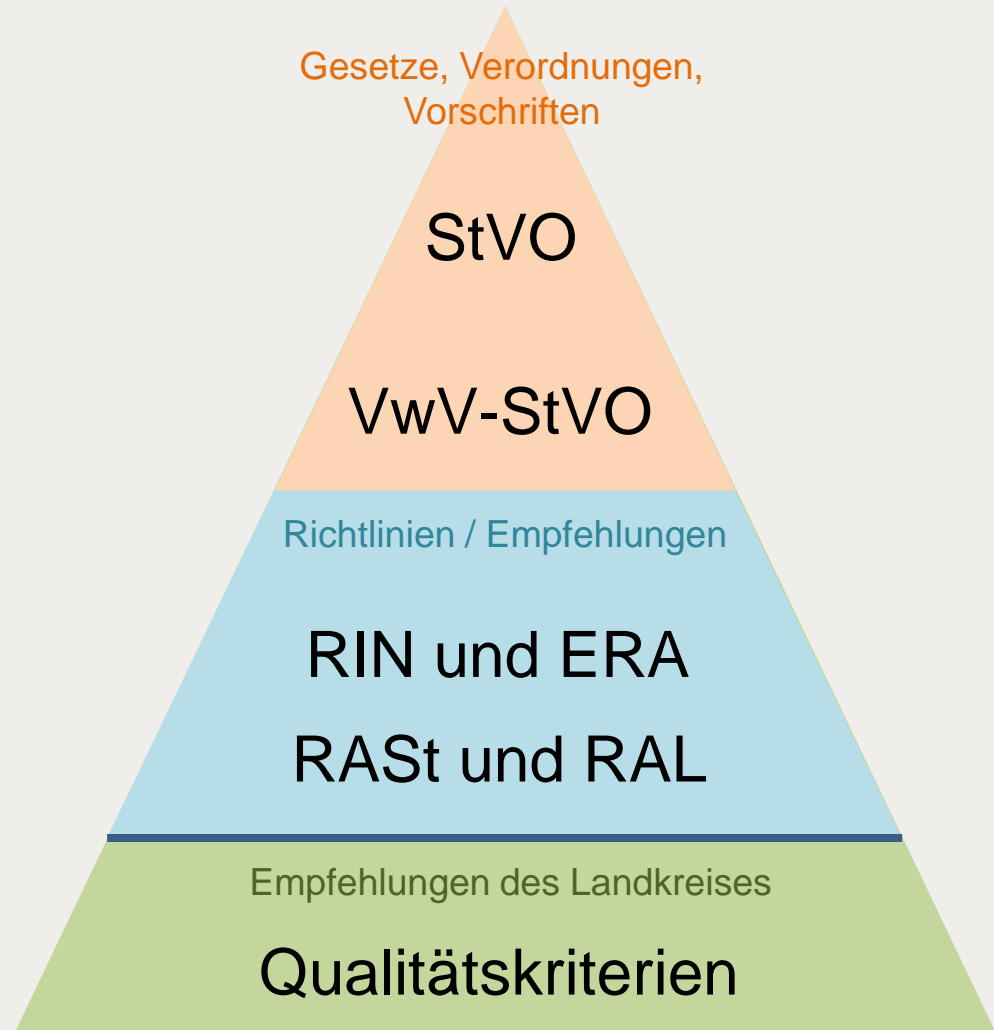 Gesetze, Verordnungen,
Vorschriften
StVO
VwV-StVO
Richtlinien / Empfehlungen
RIN und ERA
RASt und RAL
Empfehlungen des Landkreises
Qualitätskriterien